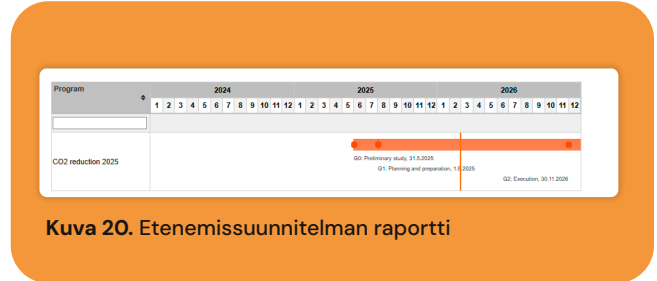 Program 2024 2025 2026
1 2 3 4 5 6 7 8 9 10 11 12 1 2 3 4 5 6 7 8 9 10 11 12 1 2 3 4 5 6 7 8 9 10 11 12
CO2 reduction 2025
G0: Preliminary study, 31.5.2025
G1: Planning and preparation, 2025
G2: Execution, 30.11.2026
Kuva 20. Etenemissuunnitelman raportti